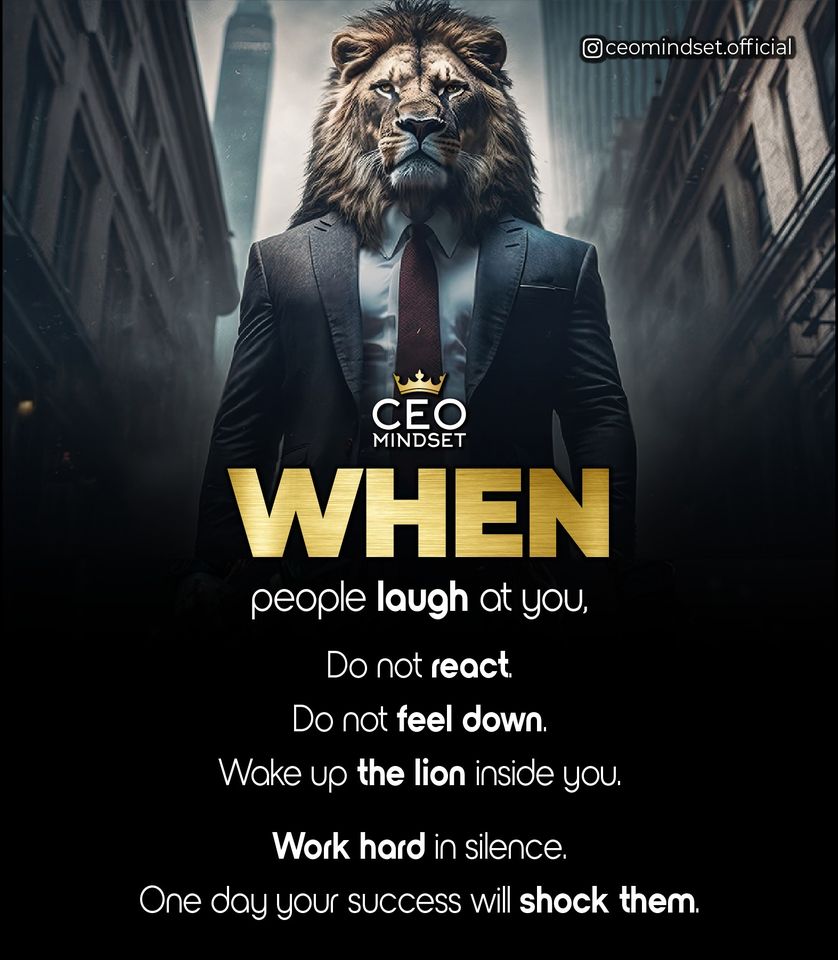 ceomindset.official
CEO
MINDSET
WHEN
people laugh at you,
Do not react.
Do not feel down.
Wake up the lion inside you.
Work hard in silence.
One day your success will shock them.